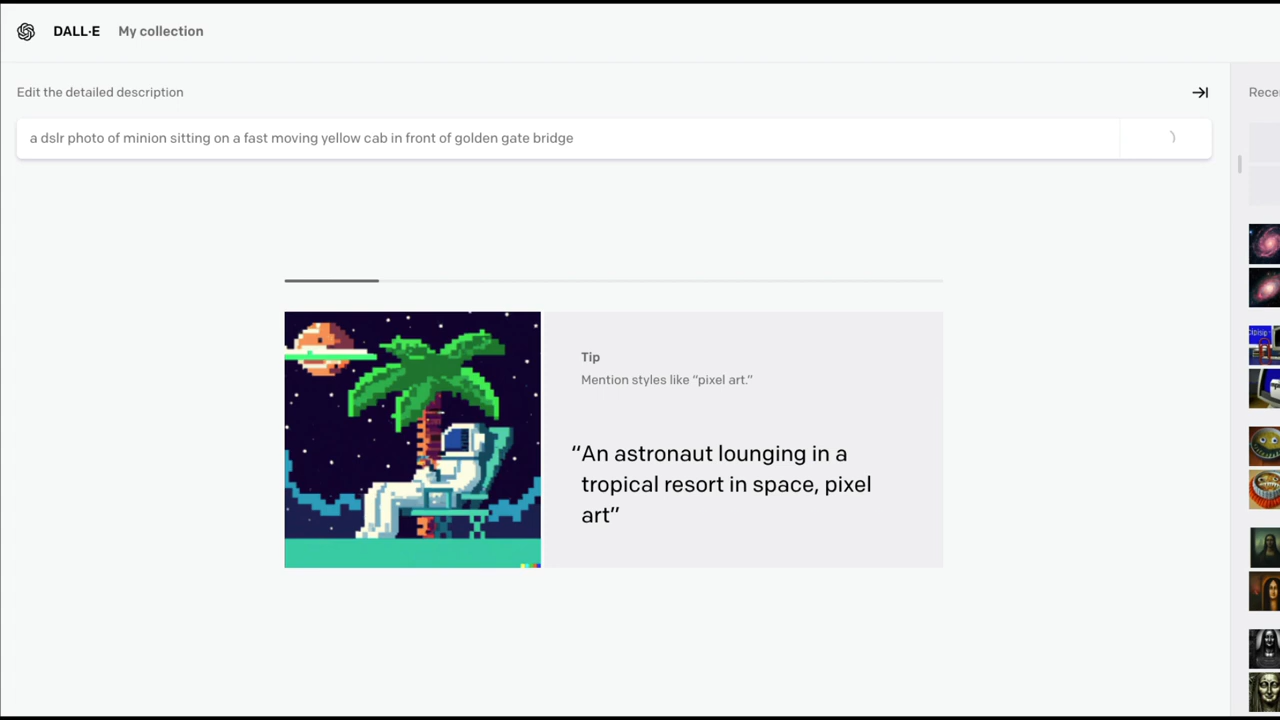 DALL·E My collection
Edit the detailed description
a dslr photo of minion sitting on a fast moving yellow cab in front of golden gate bridge
Tip
Mention styles like “pixel art.”
“An astronaut lounging in a
tropical resort in space, pixel
art”